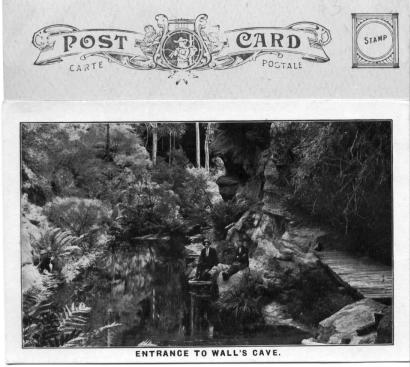 POST CARD
CARTE POSTALE
STAMP
ENTRANCE TO WALL'S CAVE.